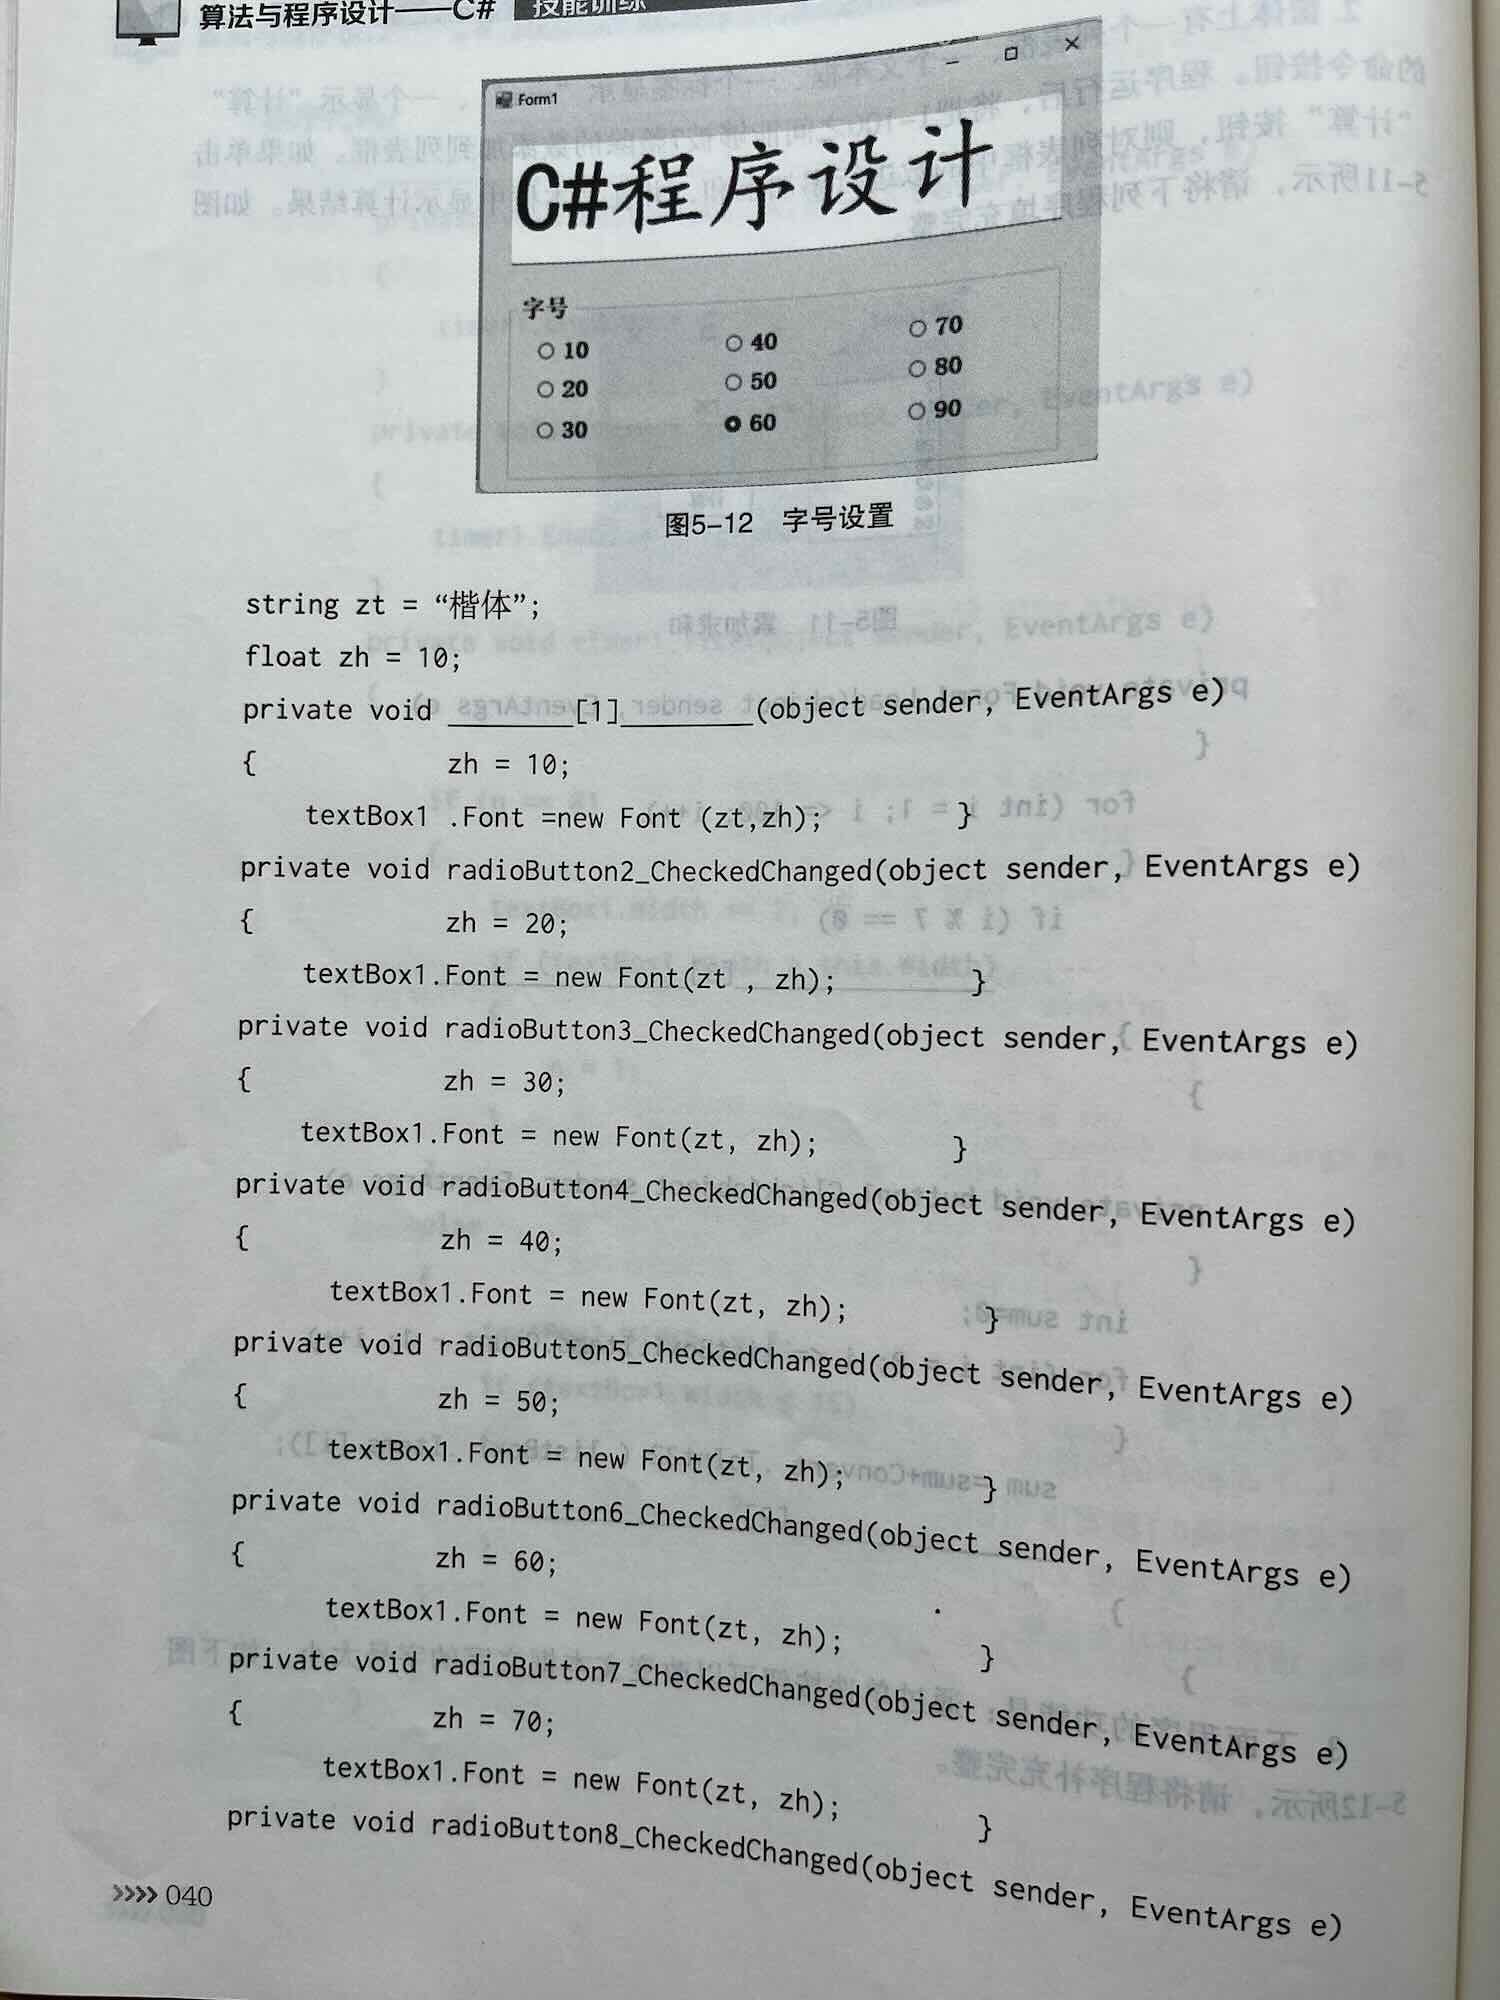 算法与程序设计——C# 技能训练
Form1
C#程序设计
字号
10 40 70
20 50 80
30 60 90
图5-12 字号设置
string zt = “楷体”;
float zh = 10;
private void ________[1]________(object sender, EventArgs e)
{ zh = 10;
textBox1 .Font =new Font (zt,zh); }
private void radioButton2_CheckedChanged(object sender, EventArgs e)
{ zh = 20;
textBox1.Font = new Font(zt , zh); }
private void radioButton3_CheckedChanged(object sender, EventArgs e)
{ zh = 30;
textBox1.Font = new Font(zt, zh); }
private void radioButton4_CheckedChanged(object sender, EventArgs e)
{ zh = 40;
textBox1.Font = new Font(zt, zh); }
private void radioButton5_CheckedChanged(object sender, EventArgs e)
{ zh = 50;
textBox1.Font = new Font(zt, zh); }
private void radioButton6_CheckedChanged(object sender, EventArgs e)
{ zh = 60;
textBox1.Font = new Font(zt, zh); }
private void radioButton7_CheckedChanged(object sender, EventArgs e)
{ zh = 70;
textBox1.Font = new Font(zt, zh); }
private void radioButton8_CheckedChanged(object sender, EventArgs e)
>>>> 040